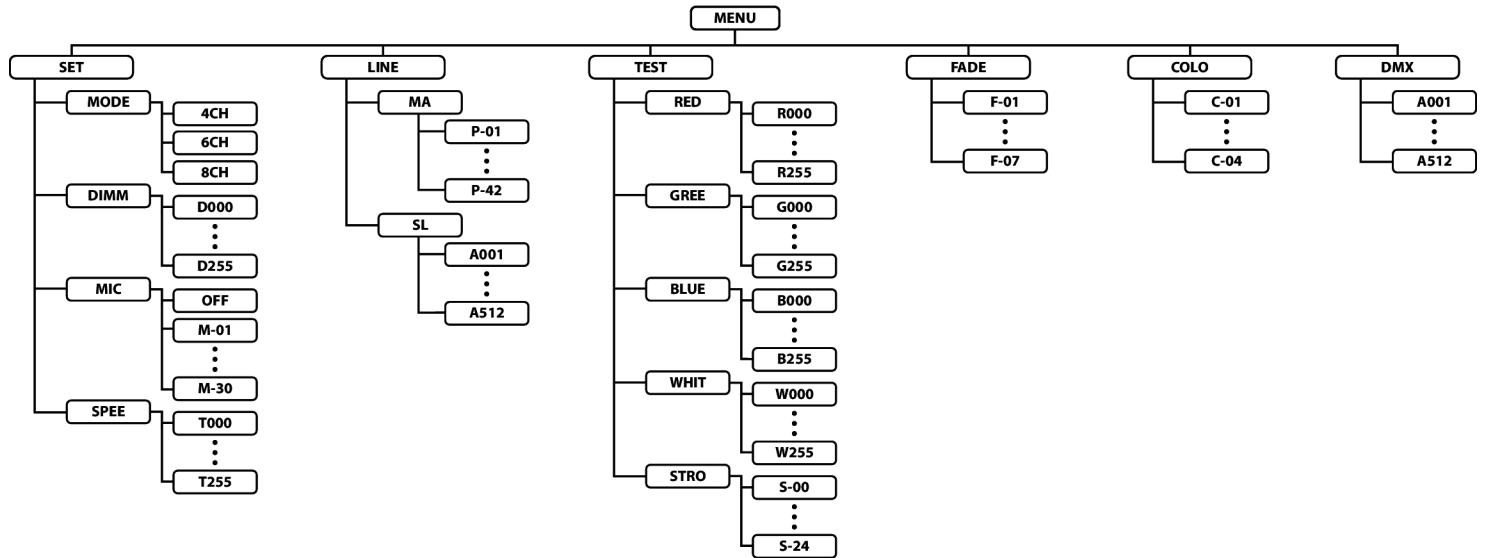 MENU
SET
MODE
4CH
6CH
8CH
DIMM
D000
D255
MIC
OFF
M-01
M-30
SPEE
T000
T255
LINE
MA
P-01
P-42
SL
A001
A512
TEST
RED
R000
R255
GREE
G000
G255
BLUE
B000
B255
WHIT
W000
W255
STRO
S-00
S-24
FADE
F-01
F-07
COLO
C-01
C-04
DMX
A001
A512